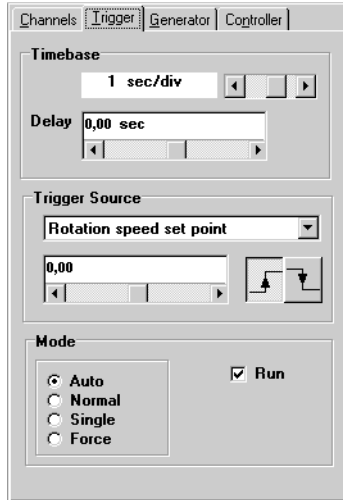 Channels Trigger Generator Controller
Timebase
1 sec/div
Delay 0,00 sec
Trigger Source
Rotation speed set point
0,00
Mode
Auto
Run
Normal
Single
Force